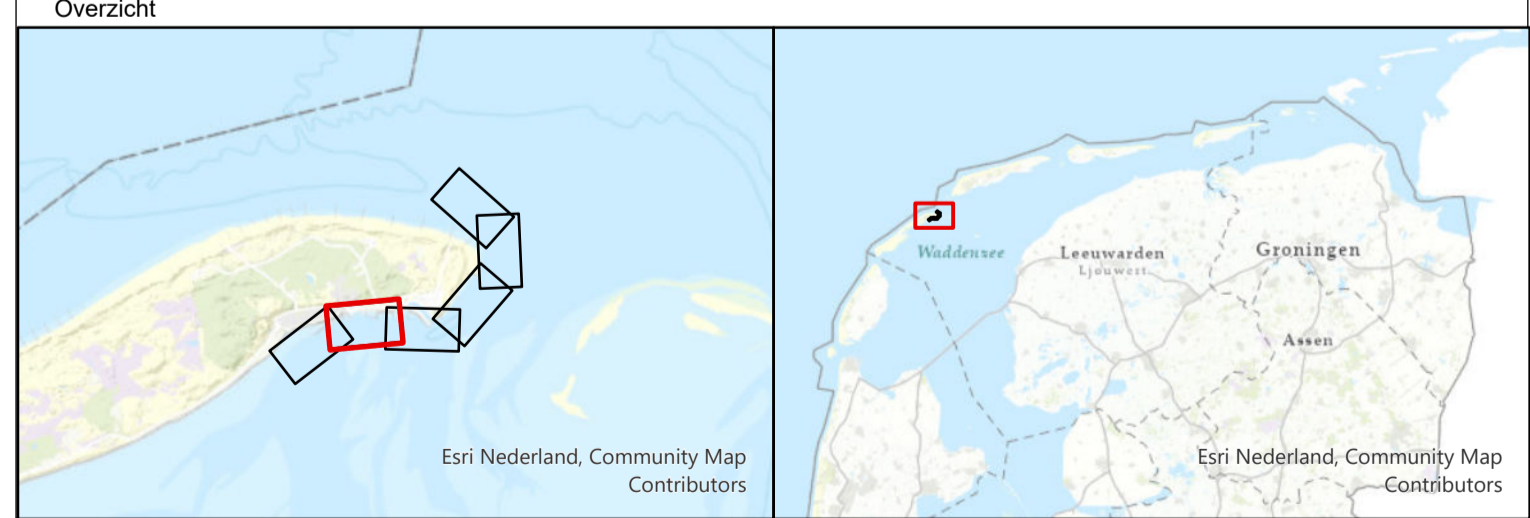 Overzicht
Esri Nederland, Community Map
Contributors
Waddenzee
Leeuwarden
Ljouwert
Groningen
Assen
Esri Nederland, Community Map
Contributors